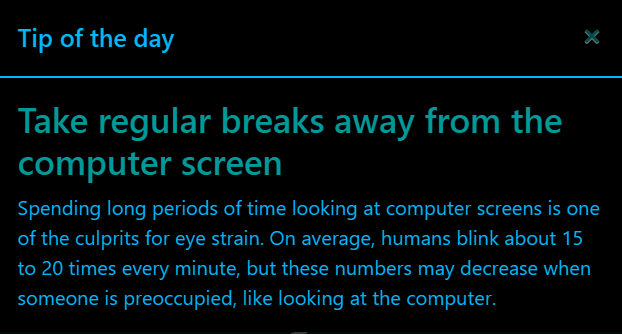 Tip of the day
Take regular breaks away from the
computer screen
Spending long periods of time looking at computer screens is one
of the culprits for eye strain. On average, humans blink about 15
to 20 times every minute, but these numbers may decrease when
someone is preoccupied, like looking at the computer.